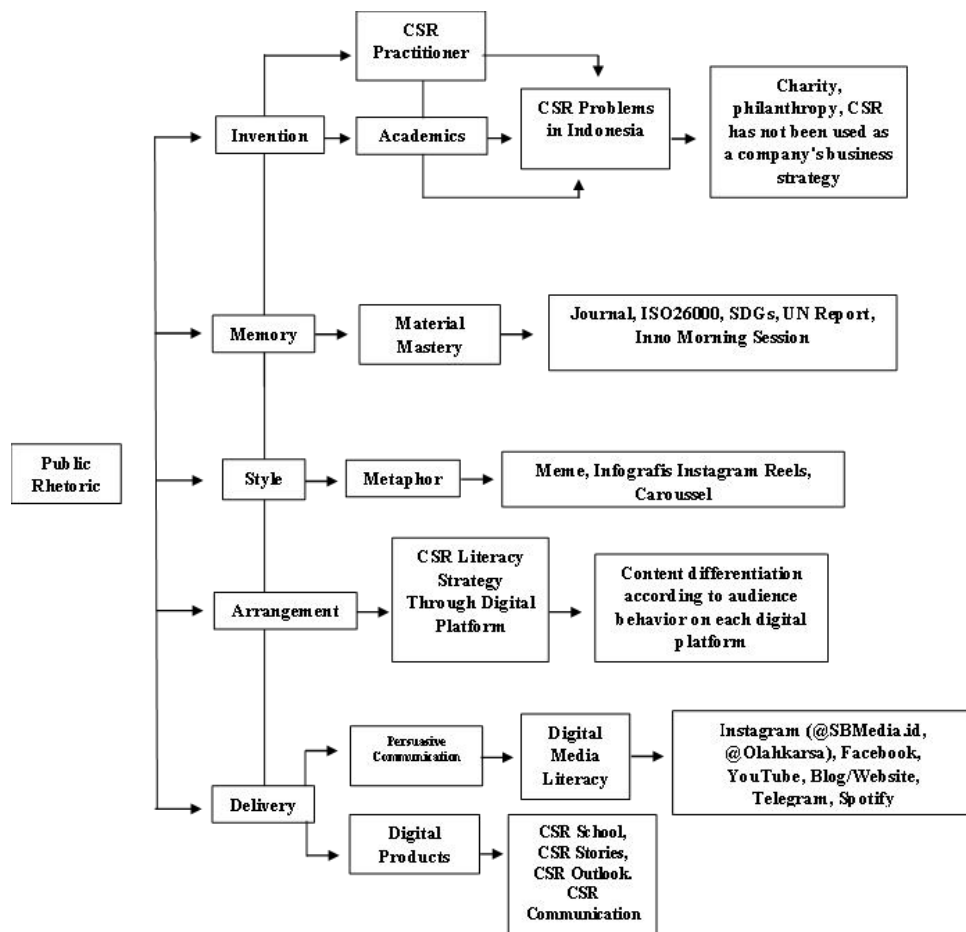 CSR
Practitioner
Invention
Academics
CSR Problems
in Indonesia
Charity,
philanthropy, CSR
has not been used as
a company's business
strategy
Memory
Material
Mastery
Journal, ISO26000, SDGs, UN Report,
Inno Morning Session
Public
Rhetoric
Style
Metaphor
Meme, Infografis Instagram Reels,
Caroussel
Arrangement
CSR Literacy
Strategy
Through Digital
Platform
Content differentiation
according to audience
behavior on each digital
platform
Delivery
Persuasive
Communication
Digital
Media
Literacy
Instagram (@SBMedia.id,
@Olahkarsa), Facebook,
YouTube, Blog/Website,
Telegram, Spotify
Digital
Products
CSR School,
CSR Stories,
CSR Outlook.
CSR
Communication